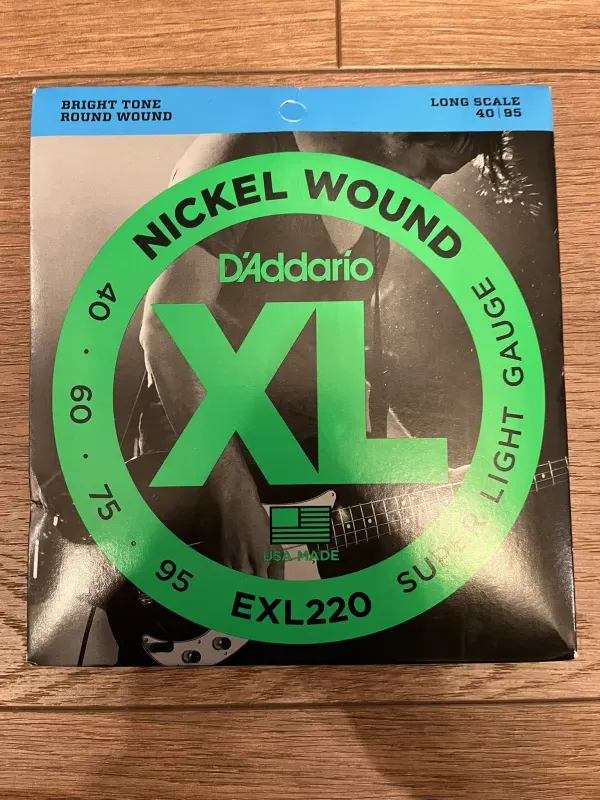 BRIGHT TONE
ROUND WOUND
LONG SCALE
40|95
NICKEL WOUND
D'Addario
XL
USA MADE
40 · 60 · 75 · 95
EXL220
SUPER LIGHT GAUGE